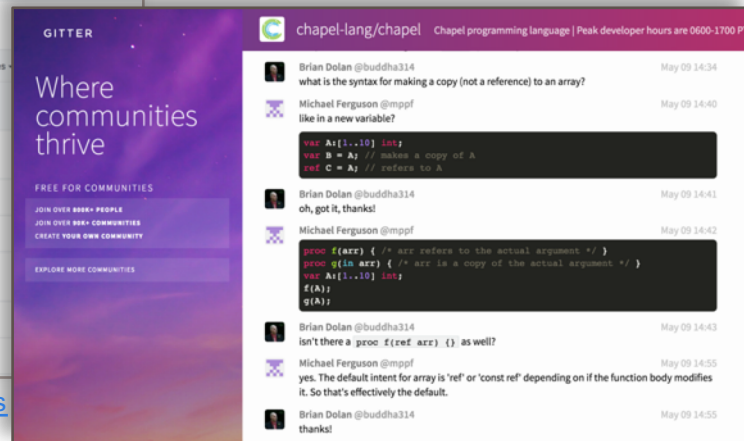 GITTER
Where
communities
thrive
FREE FOR COMMUNITIES
JOIN OVER 800K+ PEOPLE
JOIN OVER 90K+ COMMUNITIES
CREATE YOUR OWN COMMUNITY
EXPLORE MORE COMMUNITIES
chapel-lang/chapel Chapel programming language | Peak developer hours are 0600-1700 P
Brian Dolan @buddha314 May 09 14:34
what is the syntax for making a copy (not a reference) to an array?
Michael Ferguson @mppf May 09 14:40
like in a new variable?
var A:[1..10] int;
var B = A; // makes a copy of A
ref C = A; // refers to A
Brian Dolan @buddha314 May 09 14:41
oh, got it, thanks!
Michael Ferguson @mppf May 09 14:42
proc f(arr) { /* arr refers to the actual argument */ }
proc g(in arr) { /* arr is a copy of the actual argument */ }
var A:[1..10] int;
f(A);
g(A);
Brian Dolan @buddha314 May 09 14:43
isn't there a proc f(ref arr) {} as well?
Michael Ferguson @mppf May 09 14:55
yes. The default intent for array is 'ref' or 'const ref' depending on if the function body modifies
it. So that's effectively the default.
Brian Dolan @buddha314 May 09 14:55
thanks!